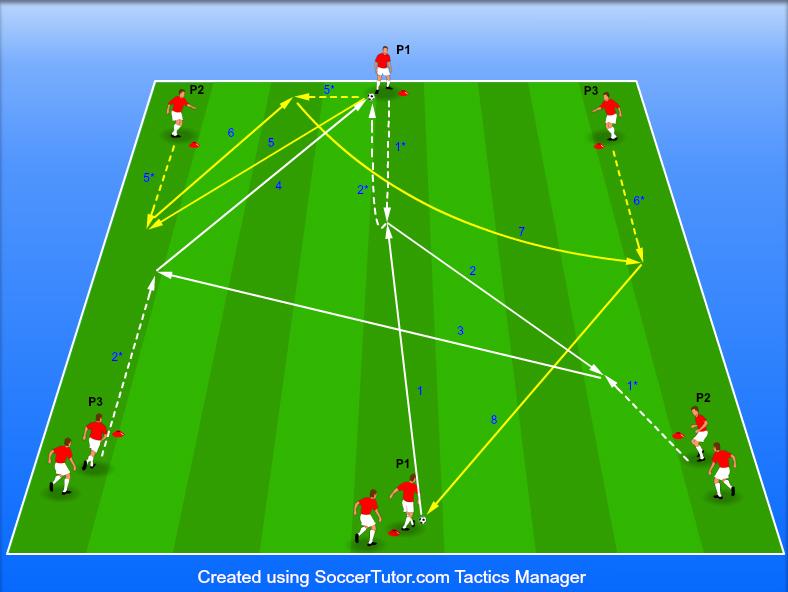 P1
P2
5*
P3
6
5
1*
5*
4
2*
6*
7
2
3
2*
1*
1
P3
P2
8
P1
Created using SoccerTutor.com Tactics Manager